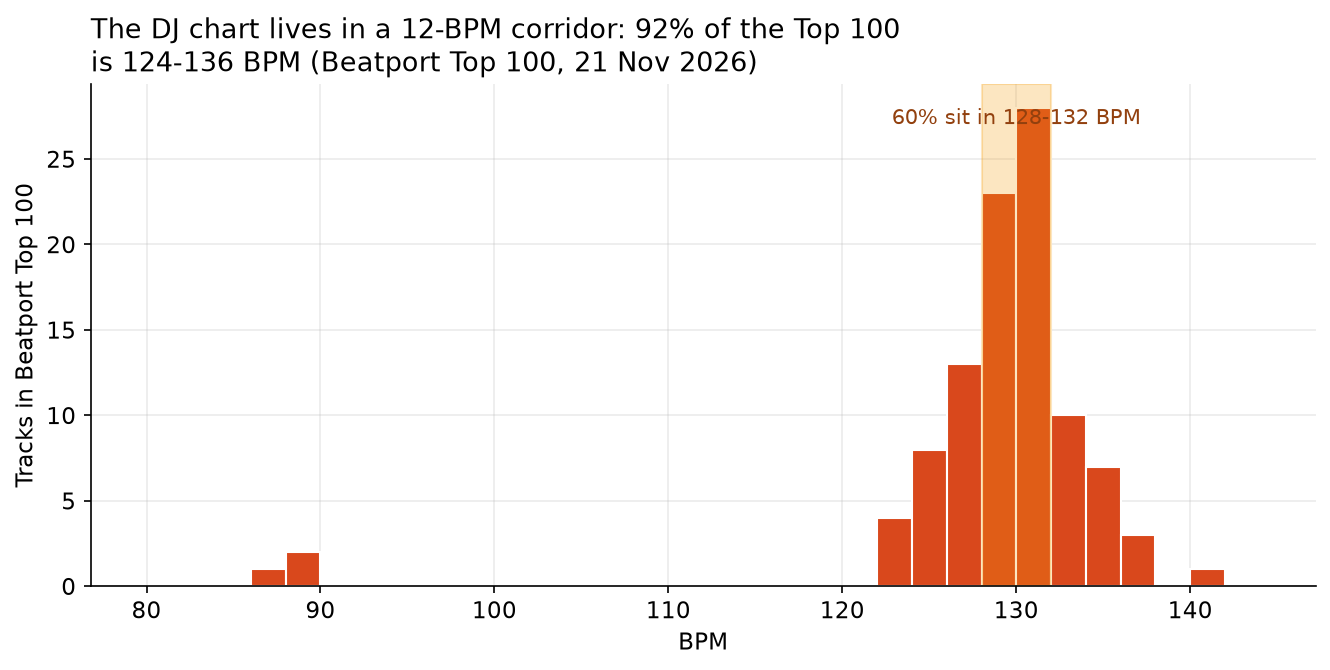 The DJ chart lives in a 12-BPM corridor: 92% of the Top 100
is 124-136 BPM (Beatport Top 100, 21 Nov 2026)
60% sit in 128-132 BPM
Tracks in Beatport Top 100
25
20
15
10
5
0
80 90 100 110 120 130 140
BPM